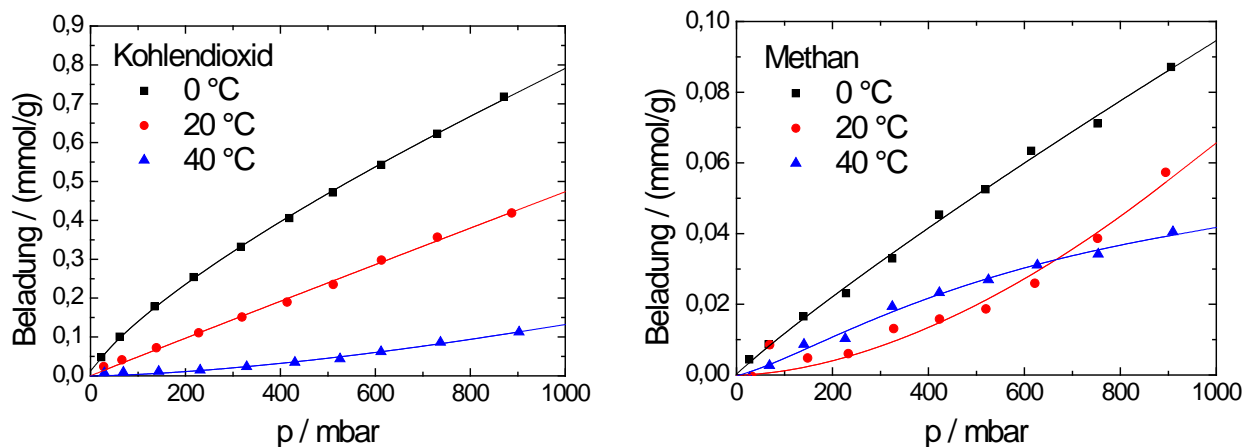 0,9
0,8
0,7
0,6
0,5
0,4
0,3
0,2
0,1
0,0
Beladung / (mmol/g)
Kohlendioxid
0 °C
20 °C
40 °C
0 200 400 600 800 1000
p / mbar
0,10
0,08
0,06
0,04
0,02
0,00
Beladung / (mmol/g)
Methan
0 °C
20 °C
40 °C
0 200 400 600 800 1000
p / mbar